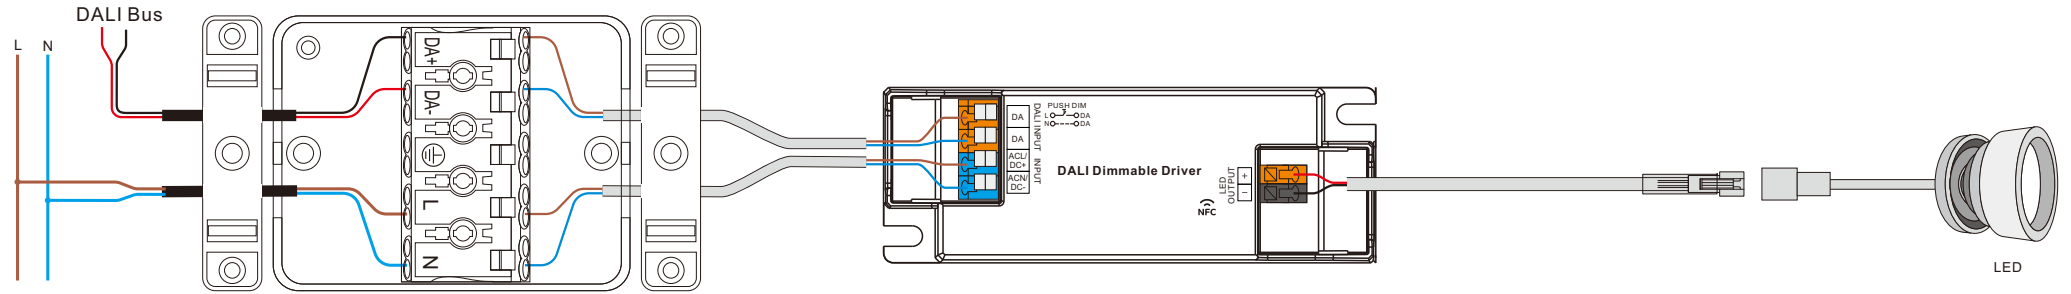 DALI Bus
L N
DA+
DA-
L
N
DA
DA
ACL/
DC+
ACN/
DC-
DALI INPUT
INPUT
PUSH DIM
L DA
N DA
DALI Dimmable Driver
NFC
LED
OUTPUT
+
−
LED